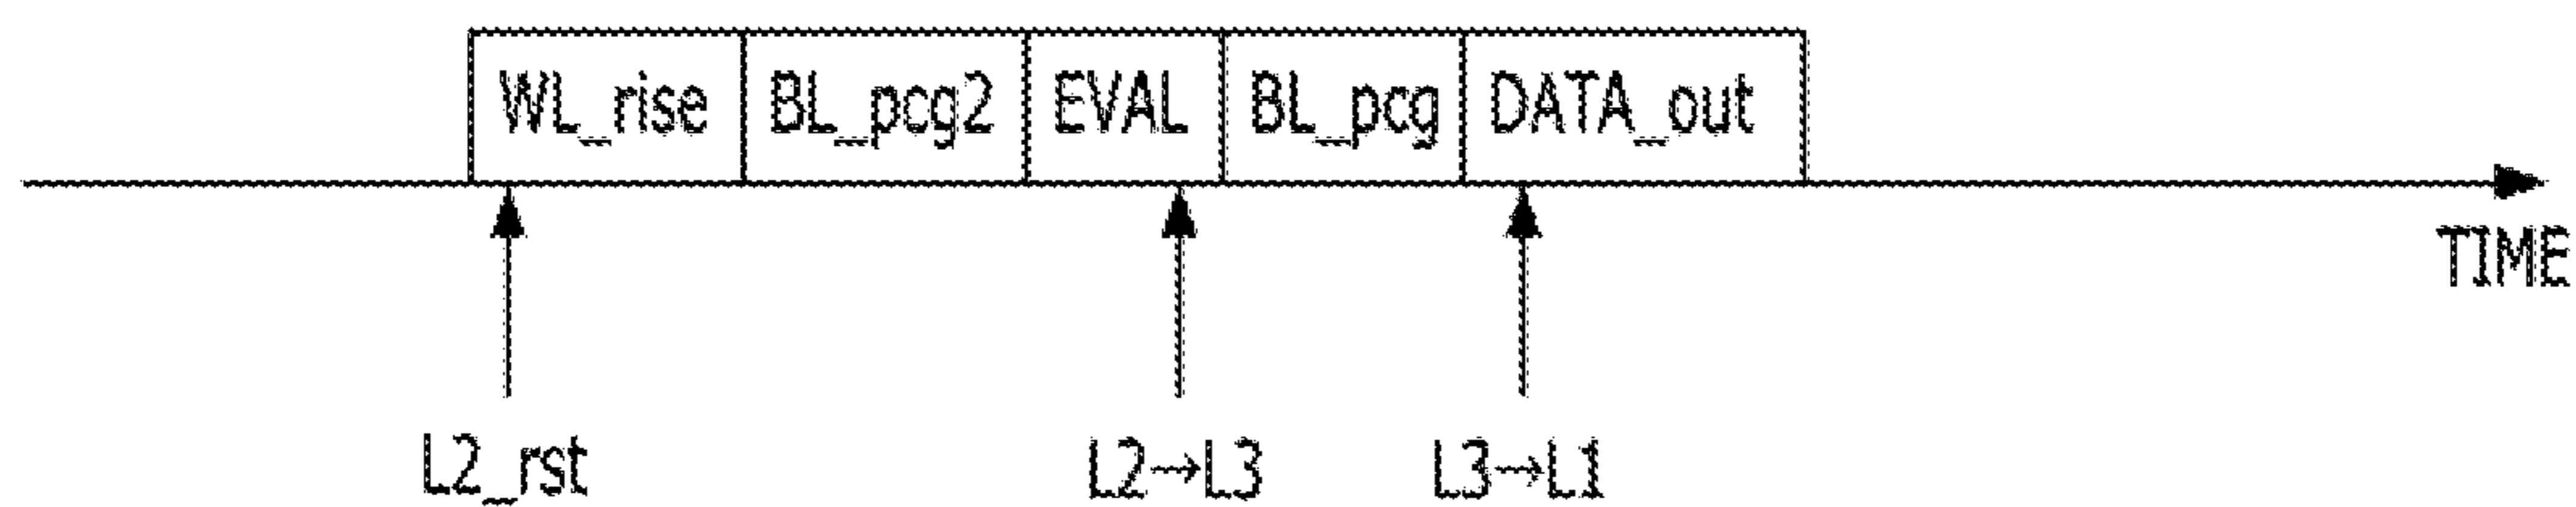 WL_rise BL_pcg2 EVAL BL_pcg DATA_out
TIME
L2_rst L2→L3 L3→L1